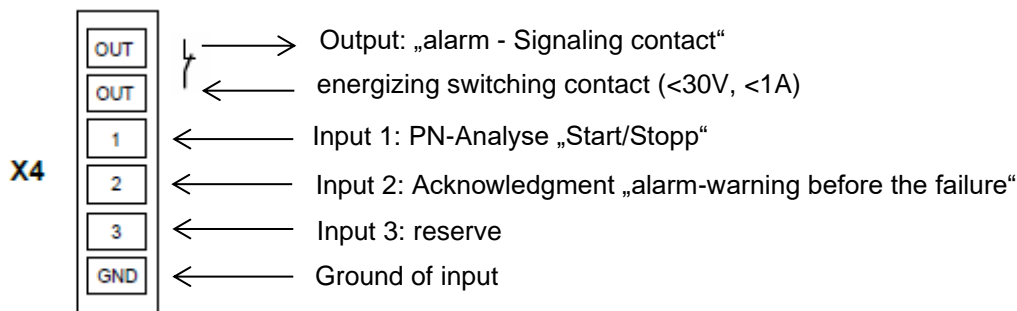 OUT Output: „alarm - Signaling contact“
OUT energizing switching contact (<30V, <1A)
1 Input 1: PN-Analyse „Start/Stopp“
X4 2 Input 2: Acknowledgment „alarm-warning before the failure“
3 Input 3: reserve
GND Ground of input